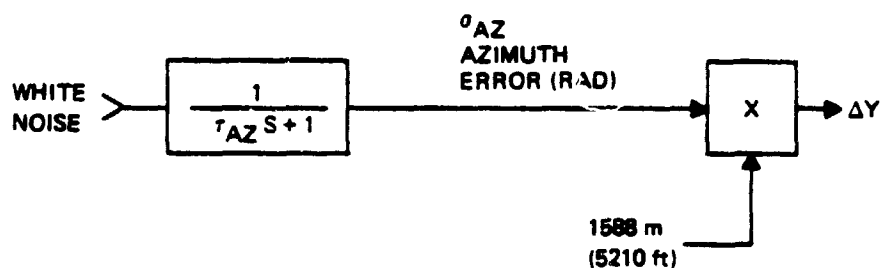 σAZ
AZIMUTH
ERROR (RAD)
WHITE
NOISE
1
τAZ S + 1
X
ΔY
1588 m
(5210 ft)